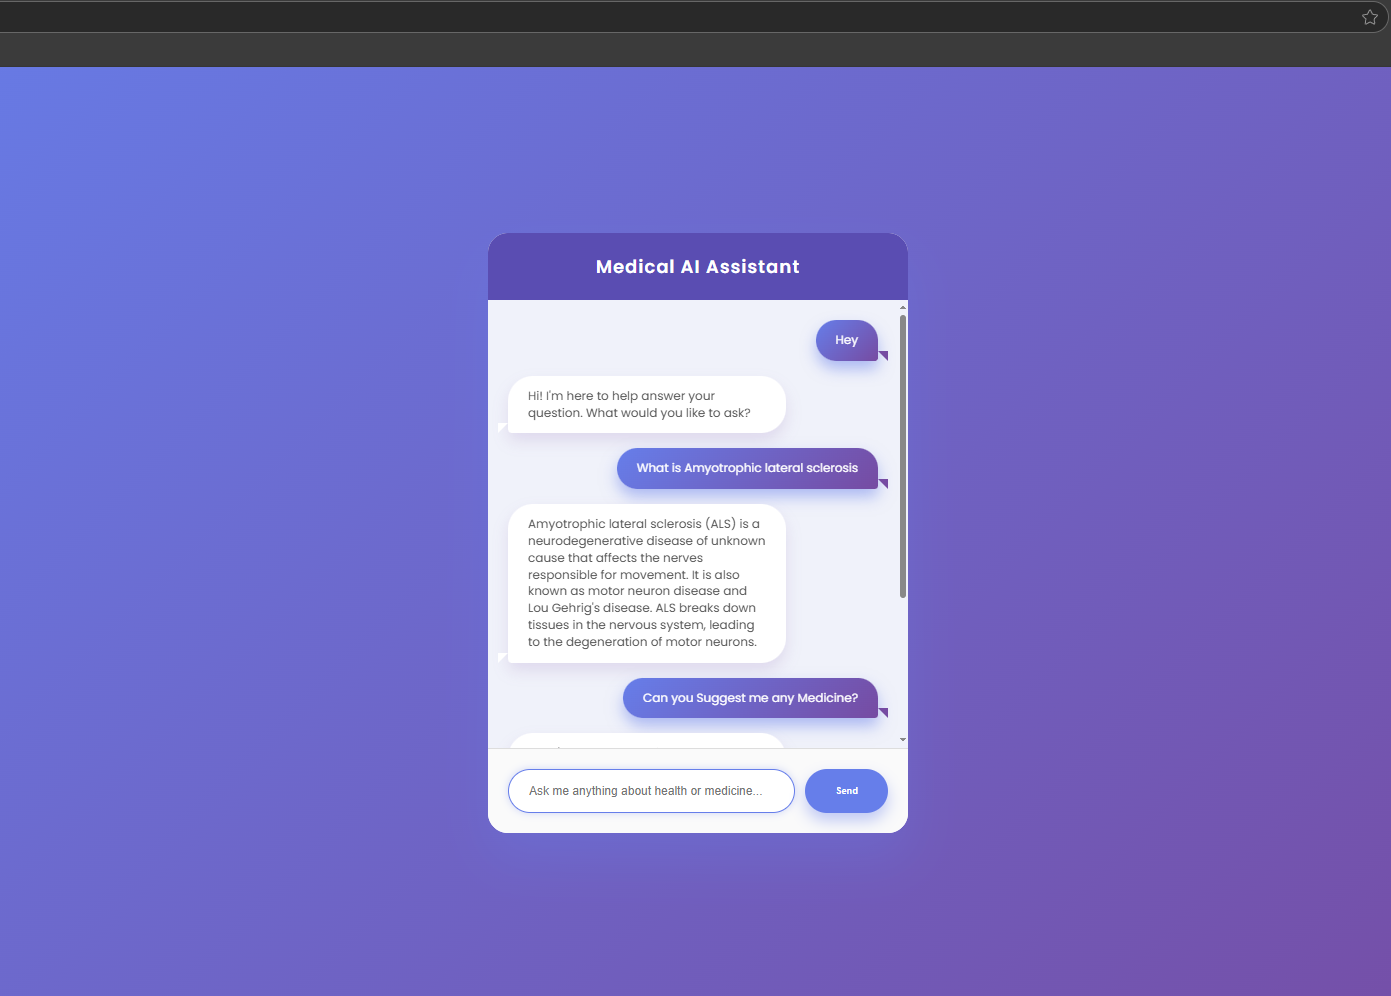 Medical AI Assistant
Hey
Hi! I'm here to help answer your
question. What would you like to ask?
What is Amyotrophic lateral sclerosis
Amyotrophic lateral sclerosis (ALS) is a
neurodegenerative disease of unknown
cause that affects the nerves
responsible for movement. It is also
known as motor neuron disease and
Lou Gehrig's disease. ALS breaks down
tissues in the nervous system, leading
to the degeneration of motor neurons.
Can you Suggest me any Medicine?
Ask me anything about health or medicine...
Send